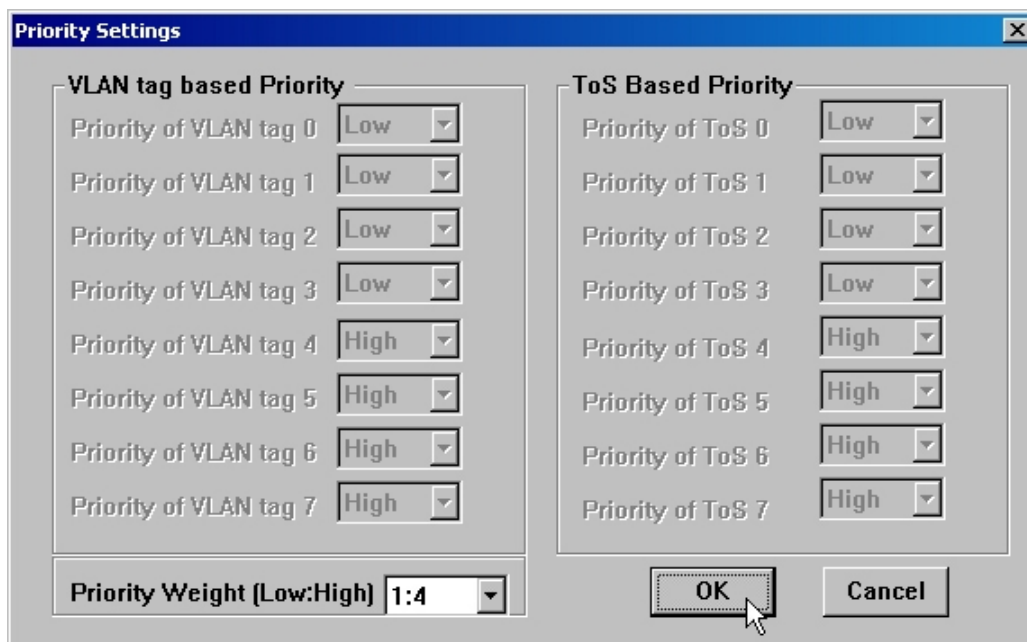 Priority Settings
VLAN tag based Priority
Priority of VLAN tag 0 Low
Priority of VLAN tag 1 Low
Priority of VLAN tag 2 Low
Priority of VLAN tag 3 Low
Priority of VLAN tag 4 High
Priority of VLAN tag 5 High
Priority of VLAN tag 6 High
Priority of VLAN tag 7 High
Priority Weight (Low:High) 1:4
ToS Based Priority
Priority of ToS 0 Low
Priority of ToS 1 Low
Priority of ToS 2 Low
Priority of ToS 3 Low
Priority of ToS 4 High
Priority of ToS 5 High
Priority of ToS 6 High
Priority of ToS 7 High
OK Cancel